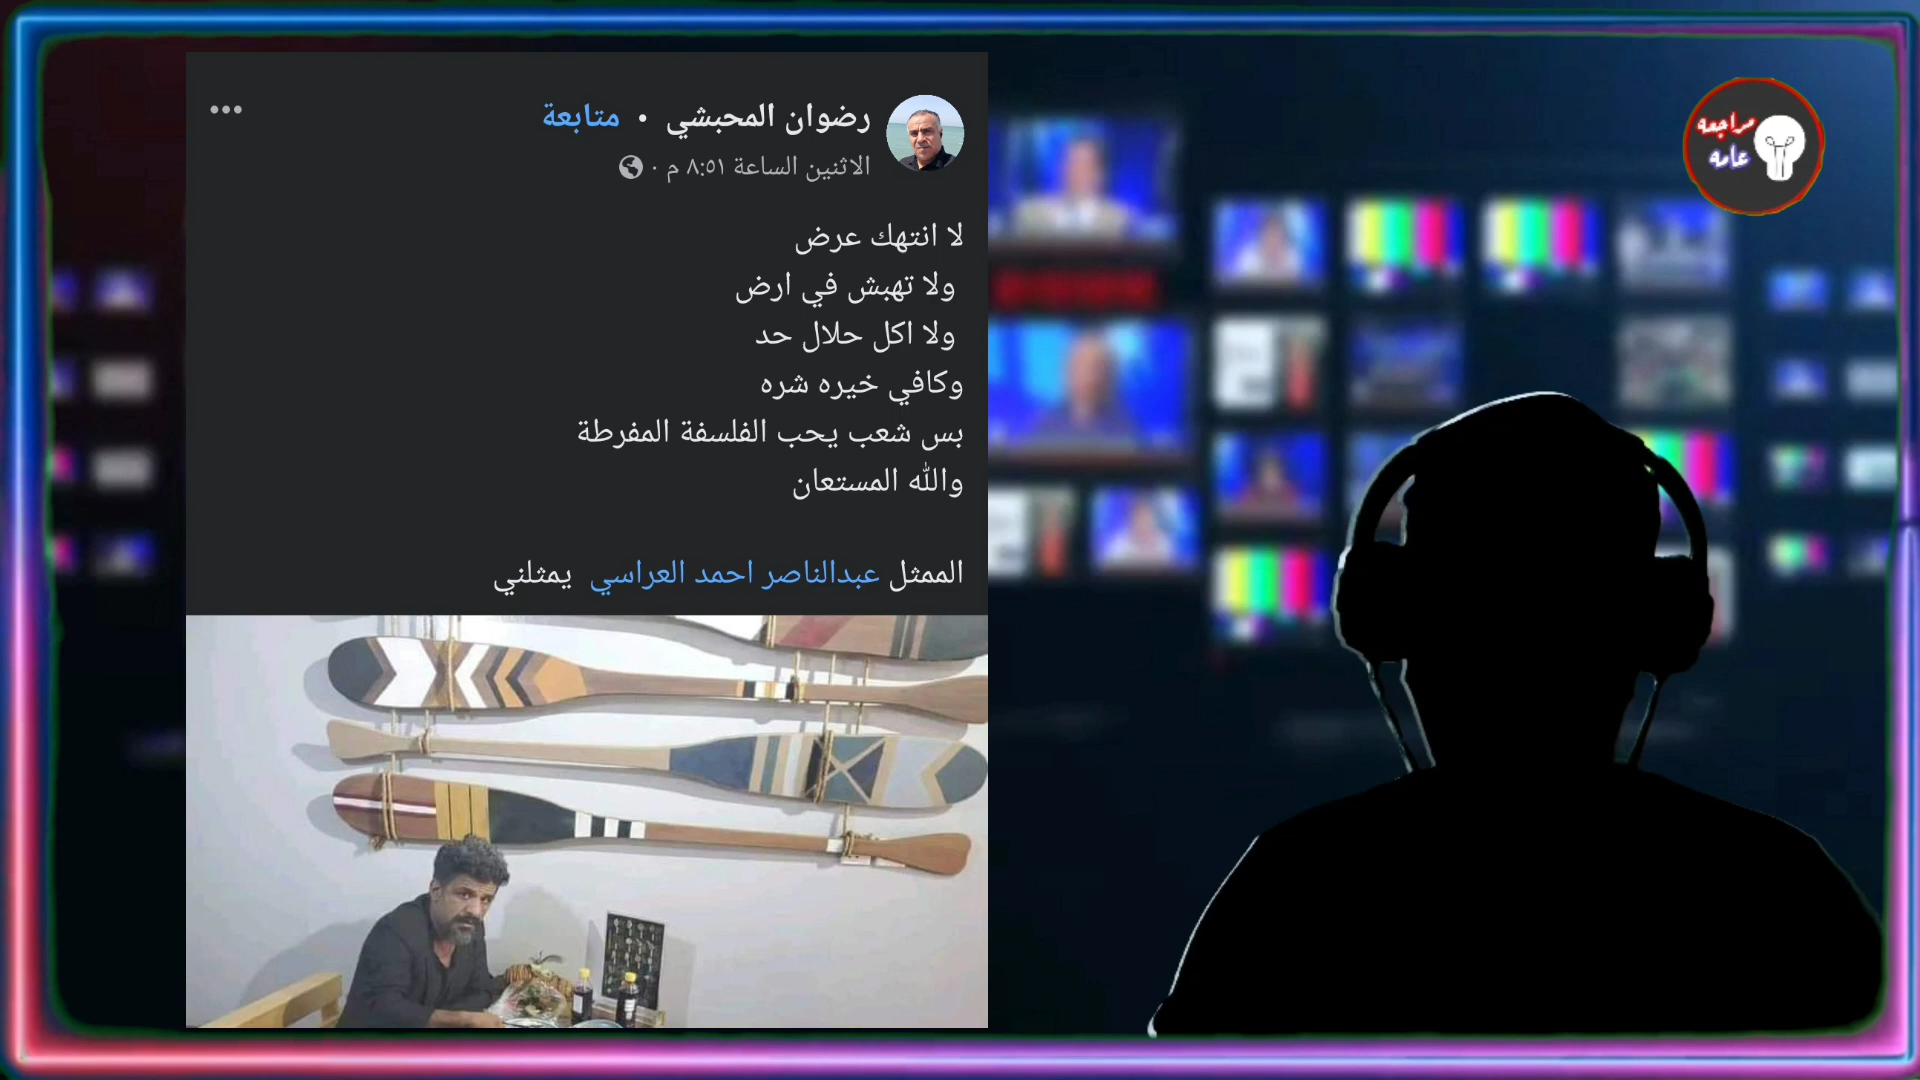 رضوان المحبشي • متابعة
الاثنين الساعة ٨:٥١ م ·
لا انتهك عرض
ولا تهبش في ارض
ولا اكل حلال حد
وكافي خيره شره
بس شعب يحب الفلسفة المفرطة
والله المستعان
الممثل عبدالناصر احمد العراسي يمثلني
مراجعة
عامة